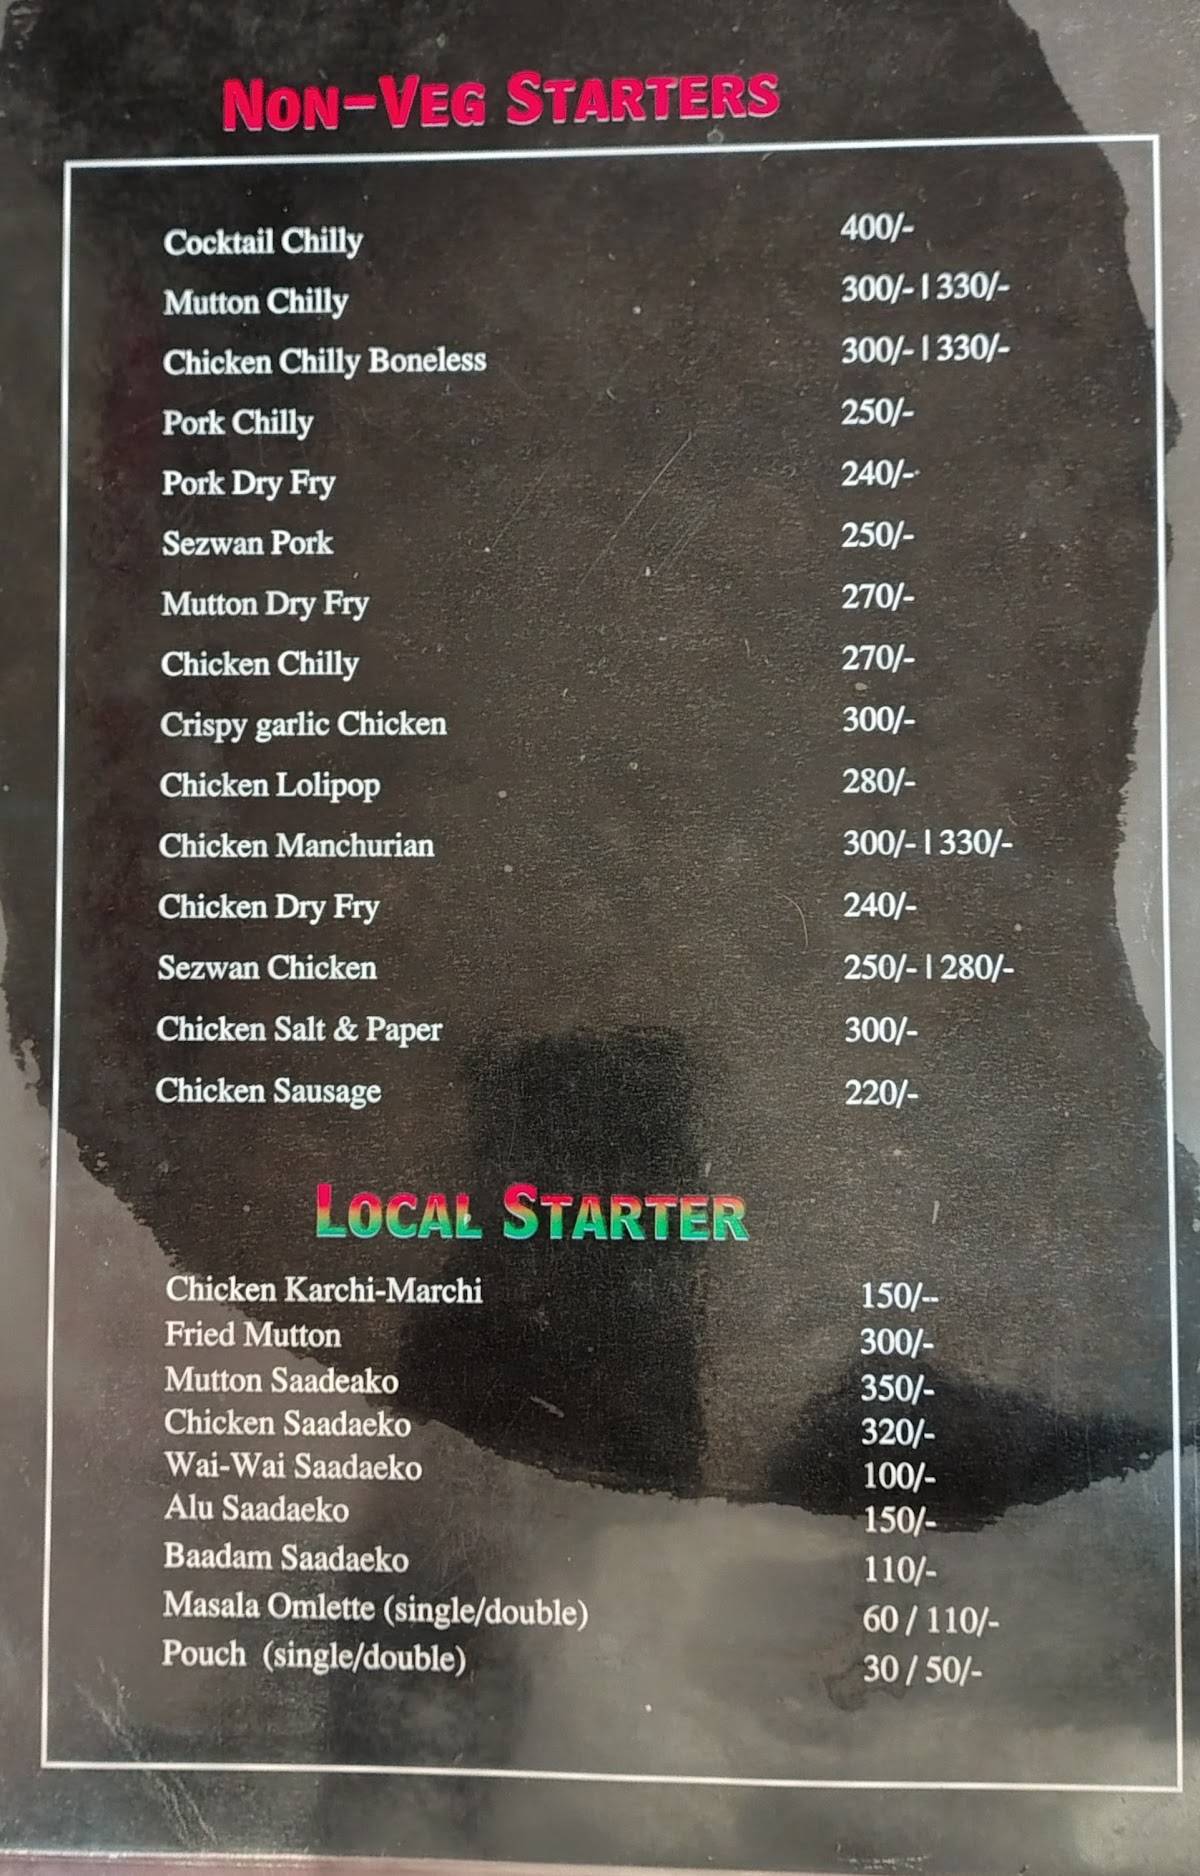 Non-Veg Starters
Cocktail Chilly 400/-
Mutton Chilly 300/- | 330/-
Chicken Chilly Boneless 300/- | 330/-
Pork Chilly 250/-
Pork Dry Fry 240/-
Sezwan Pork 250/-
Mutton Dry Fry 270/-
Chicken Chilly 270/-
Crispy garlic Chicken 300/-
Chicken Lolipop 280/-
Chicken Manchurian 300/- | 330/-
Chicken Dry Fry 240/-
Sezwan Chicken 250/- | 280/-
Chicken Salt & Paper 300/-
Chicken Sausage 220/-
Local Starter
Chicken Karchi-Marchi 150/--
Fried Mutton 300/-
Mutton Saadeako 350/-
Chicken Saadaeko 320/-
Wai-Wai Saadaeko 100/-
Alu Saadaeko 150/-
Baadam Saadaeko 110/-
Masala Omlette (single/double) 60 / 110/-
Pouch (single/double) 30 / 50/-